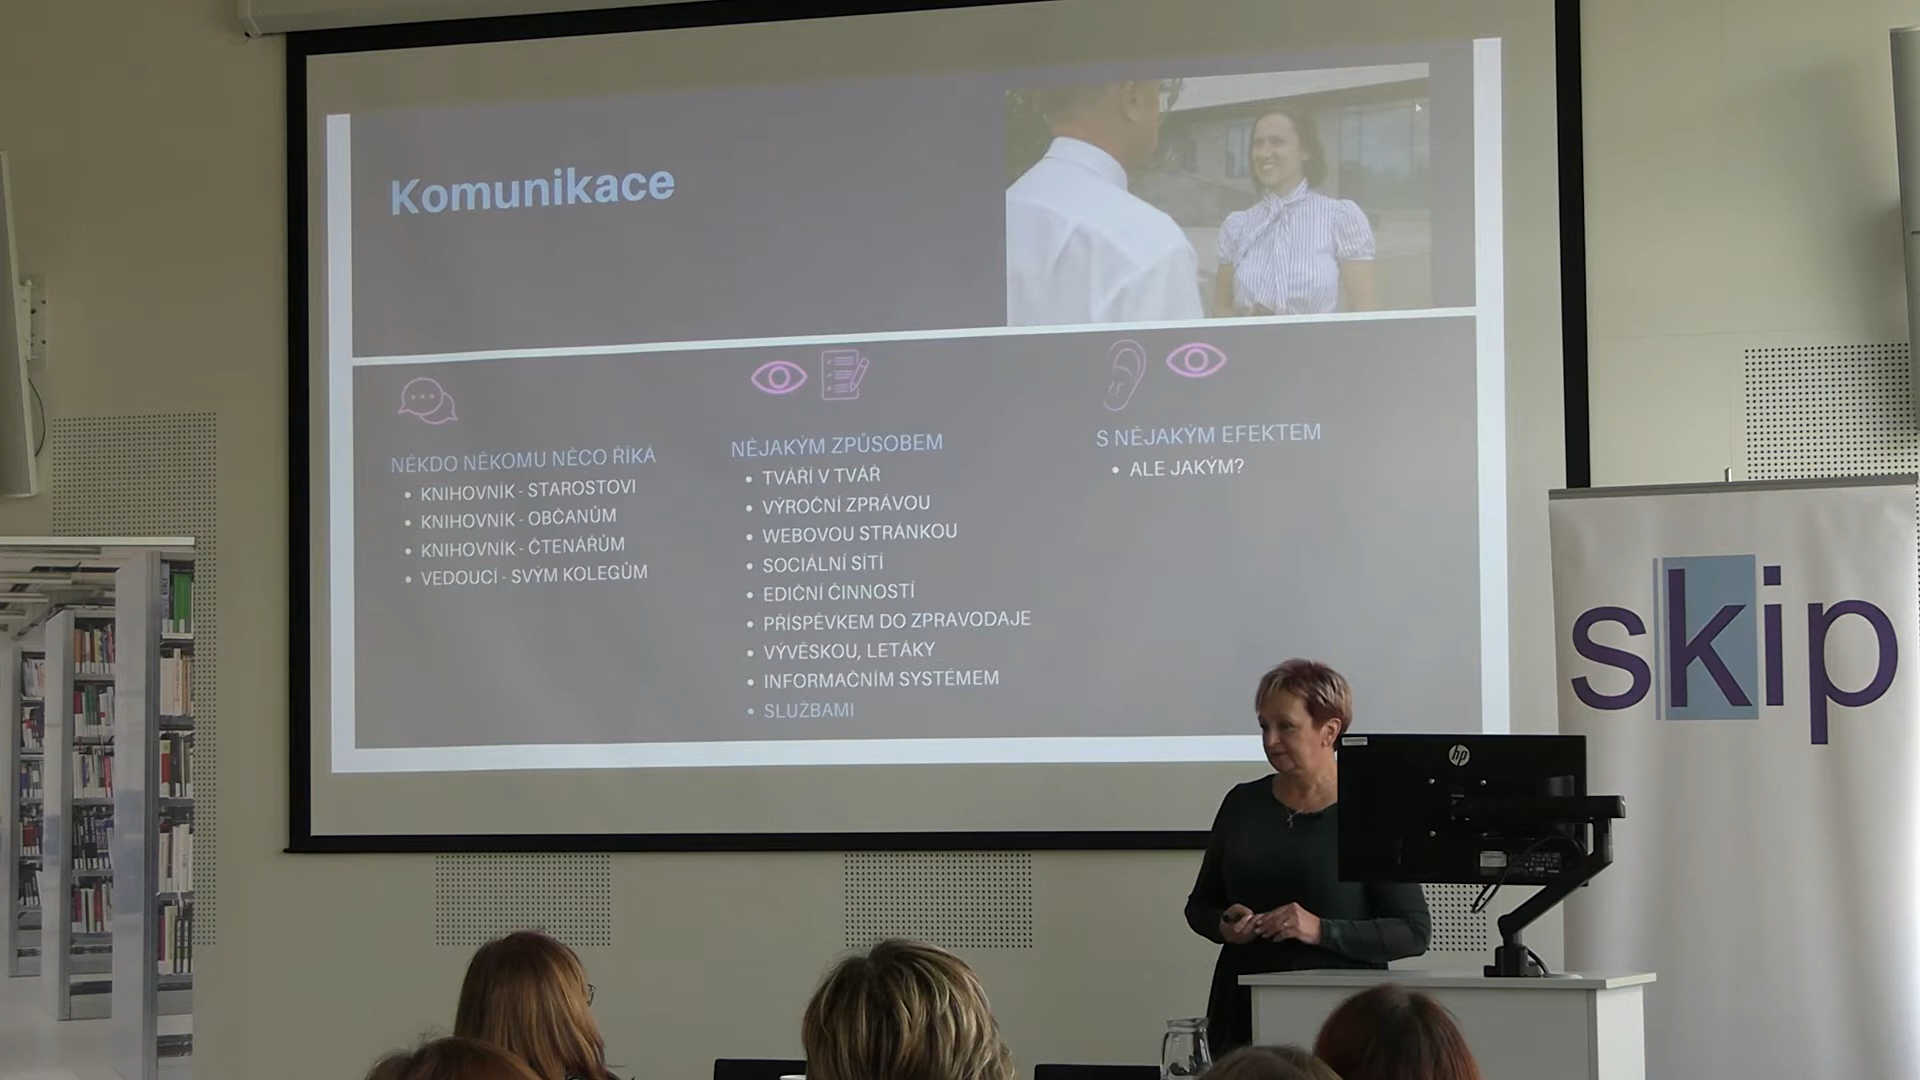 Komunikace
NĚKDO NĚKOMU NĚCO ŘÍKÁ
• KNIHOVNÍK - STAROSTOVI
• KNIHOVNÍK - OBČANŮM
• KNIHOVNÍK - ČTENÁŘŮM
• VEDOUCÍ - SVÝM KOLEGŮM
NĚJAKÝM ZPŮSOBEM
• TVÁŘÍ V TVÁŘ
• VÝROČNÍ ZPRÁVOU
• WEBOVOU STRÁNKOU
• SOCIÁLNÍ SÍTÍ
• EDIČNÍ ČINNOSTÍ
• PŘÍSPĚVKEM DO ZPRAVODAJE
• VÝVĚSKOU, LETÁKY
• INFORMAČNÍM SYSTÉMEM
• SLUŽBAMI
S NĚJAKÝM EFEKTEM
• ALE JAKÝM?
skip
hp